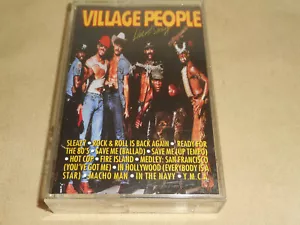 VILLAGE PEOPLE
SLEAZY • ROCK & ROLL IS BACK AGAIN • READY FOR
THE 80'S • SAVE ME (BALLAD) • SAVE ME (UP TEMPO)
• HOT COP • FIRE ISLAND • MEDLEY: SAN FRANCISCO
(YOU'VE GOT ME) • IN HOLLYWOOD (EVERYBODY IS A
STAR) • MACHO MAN • IN THE NAVY • Y M C A